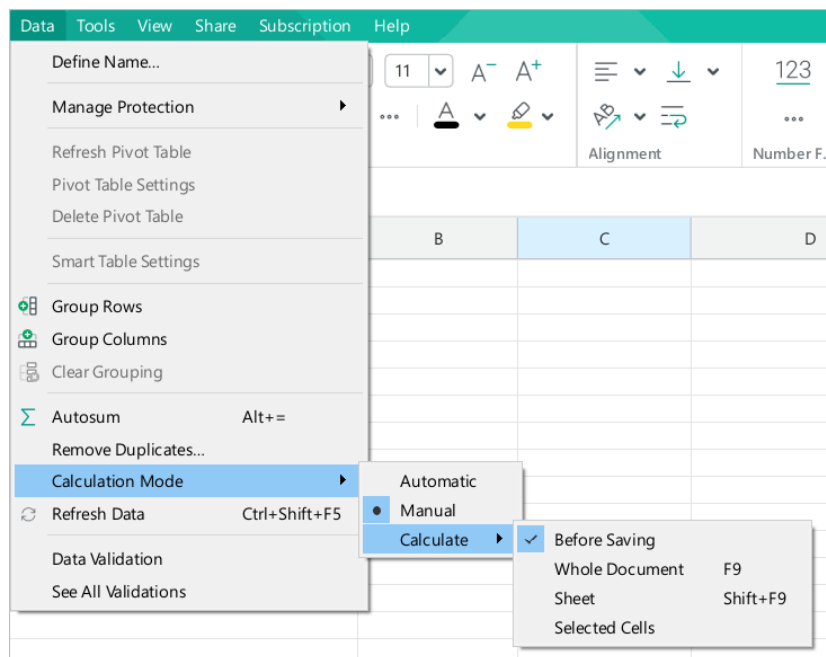 Data Tools View Share Subscription Help
Define Name...
11 A− A+
123
Manage Protection
A
Alignment
Number F.
Refresh Pivot Table
Pivot Table Settings
Delete Pivot Table
B C D
Smart Table Settings
Group Rows
Group Columns
Clear Grouping
Autosum Alt+=
Remove Duplicates...
Calculation Mode
Automatic
Refresh Data Ctrl+Shift+F5
Manual
Calculate
Before Saving
Data Validation
Whole Document F9
See All Validations
Sheet Shift+F9
Selected Cells